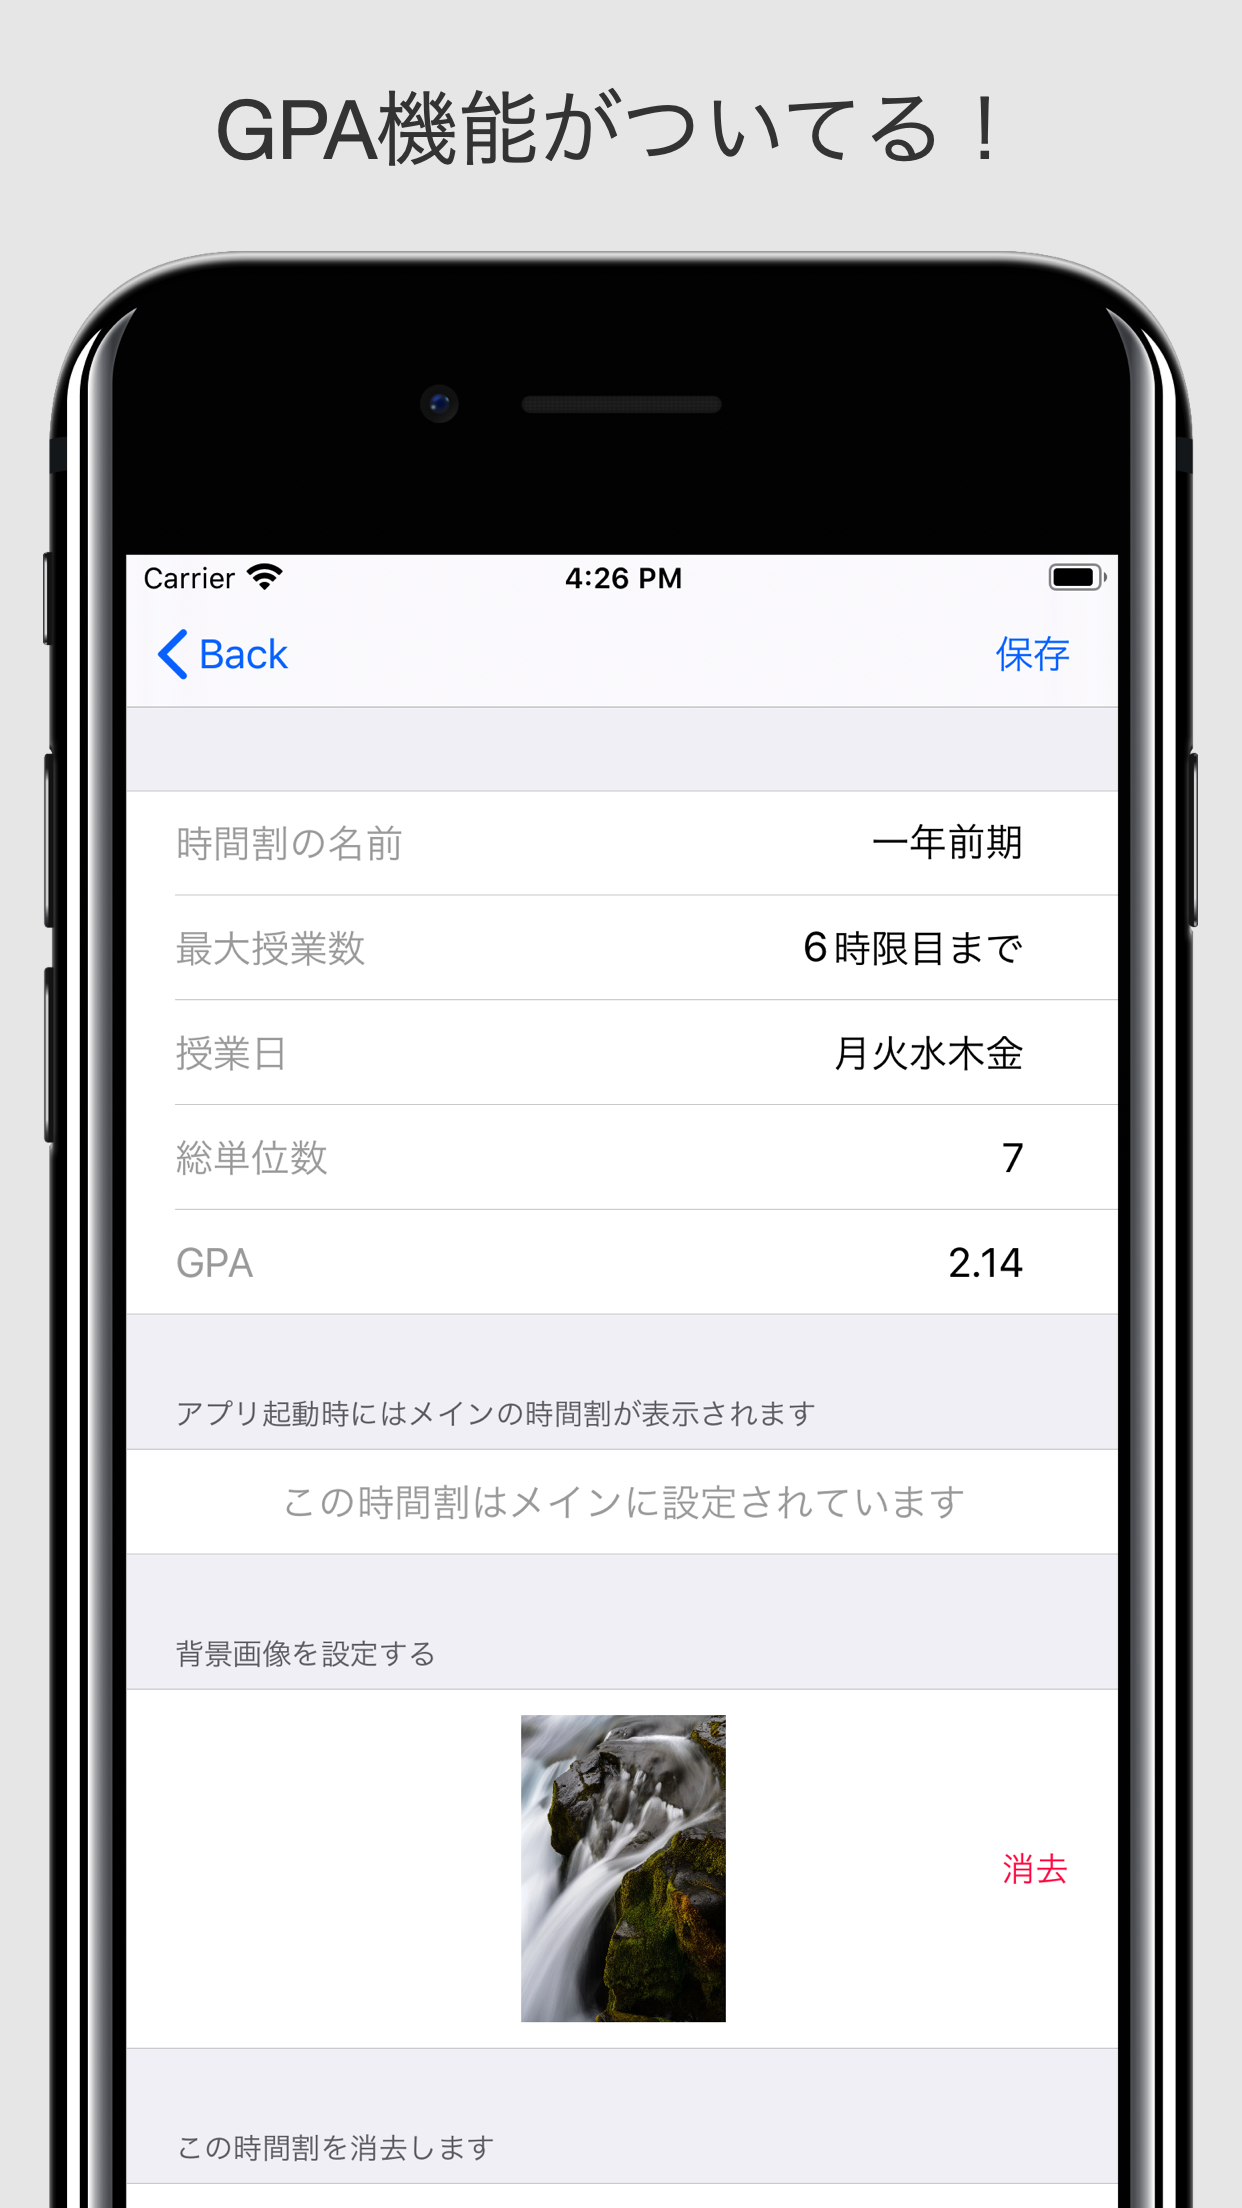 GPA機能がついてる！
Carrier 4:26 PM
Back 保存
時間割の名前 一年前期
最大授業数 6時限目まで
授業日 月火水木金
総単位数 7
GPA 2.14
アプリ起動時にはメインの時間割が表示されます
この時間割はメインに設定されています
背景画像を設定する
消去
この時間割を消去します